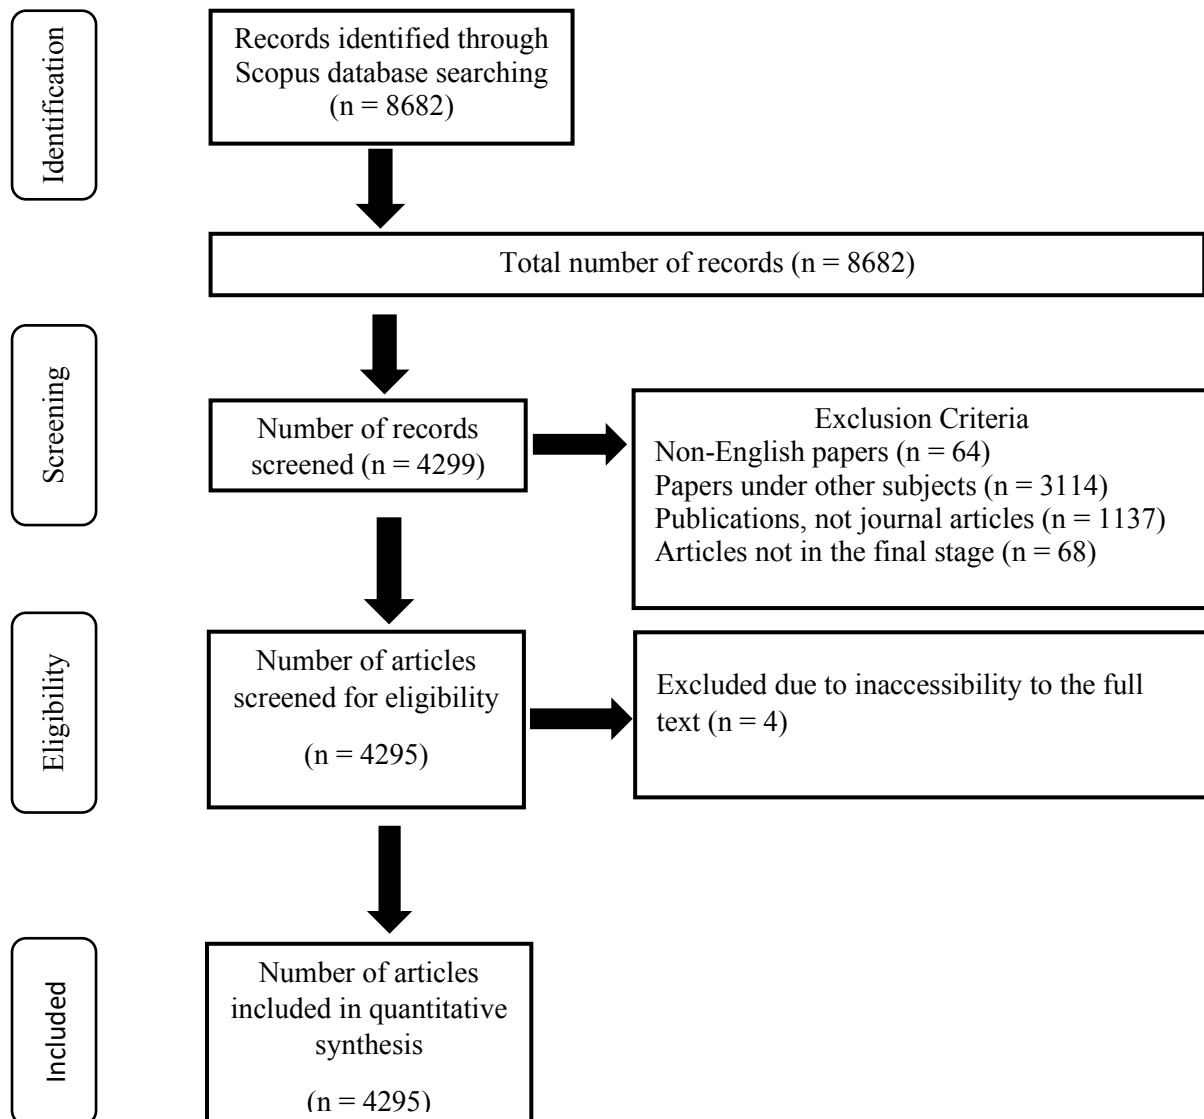 Identification
Records identified through
Scopus database searching
(n = 8682)
Total number of records (n = 8682)
Screening
Number of records
screened (n = 4299)
Exclusion Criteria
Non-English papers (n = 64)
Papers under other subjects (n = 3114)
Publications, not journal articles (n = 1137)
Articles not in the final stage (n = 68)
Eligibility
Number of articles
screened for eligibility
(n = 4295)
Excluded due to inaccessibility to the full
text (n = 4)
Included
Number of articles
included in quantitative
synthesis
(n = 4295)